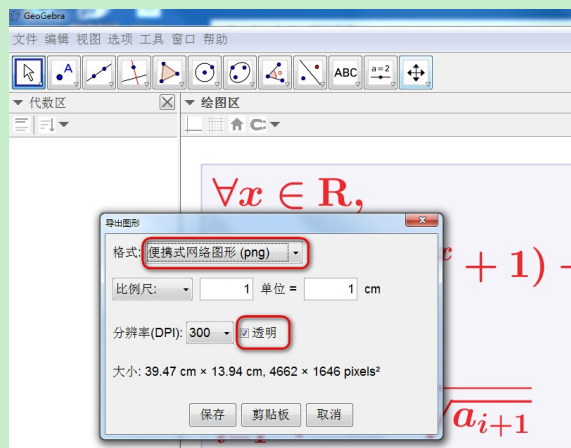 GeoGebra
文件 编辑 视图 选项 工具 窗口 帮助
A ABC a=2
代数区 绘图区
∀x ∈ R,
x + 1) -
√a_{i+1}
导出图形
格式: 便携式网络图形 (png)
比例尺: 1 单位 = 1 cm
分辨率(DPI): 300 透明
大小: 39.47 cm × 13.94 cm, 4662 × 1646 pixels²
保存 剪贴板 取消